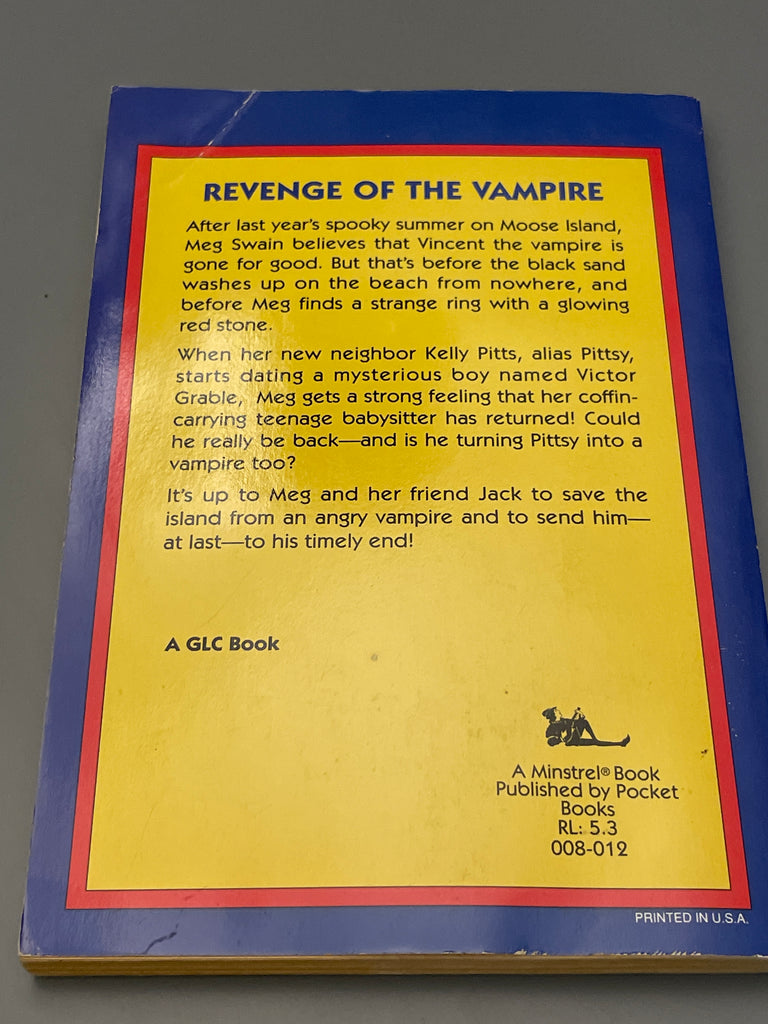 REVENGE OF THE VAMPIRE
After last year's spooky summer on Moose Island,
Meg Swain believes that Vincent the vampire is
gone for good. But that's before the black sand
washes up on the beach from nowhere, and
before Meg finds a strange ring with a glowing
red stone.
When her new neighbor Kelly Pitts, alias Pittsy,
starts dating a mysterious boy named Victor
Grable, Meg gets a strong feeling that her coffin-
carrying teenage babysitter has returned! Could
he really be back—and is he turning Pittsy into a
vampire too?
It's up to Meg and her friend Jack to save the
island from an angry vampire and to send him—
at last—to his timely end!
A GLC Book
A Minstrel® Book
Published by Pocket
Books
RL: 5.3
008-012
PRINTED IN U.S.A.